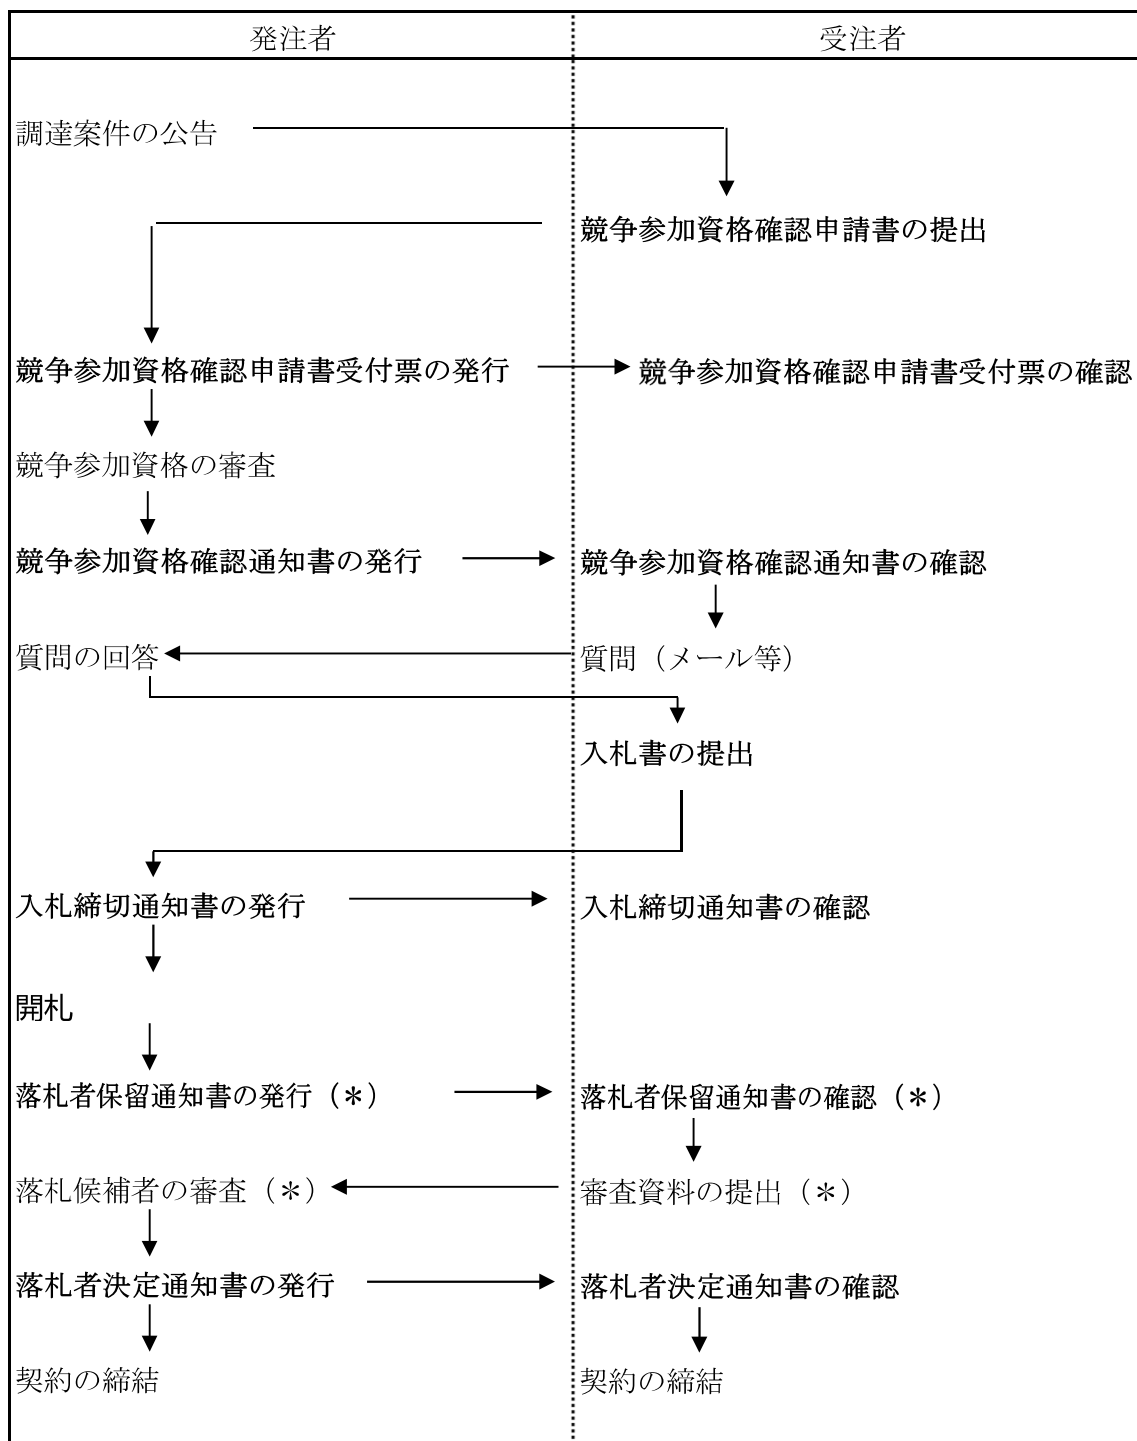 発注者
受注者
調達案件の公告
競争参加資格確認申請書の提出
競争参加資格確認申請書受付票の発行
競争参加資格確認申請書受付票の確認
競争参加資格の審査
競争参加資格確認通知書の発行
競争参加資格確認通知書の確認
質問の回答
質問（メール等）
入札書の提出
入札締切通知書の発行
入札締切通知書の確認
開札
落札者保留通知書の発行（＊）
落札者保留通知書の確認（＊）
落札候補者の審査（＊）
審査資料の提出（＊）
落札者決定通知書の発行
落札者決定通知書の確認
契約の締結
契約の締結